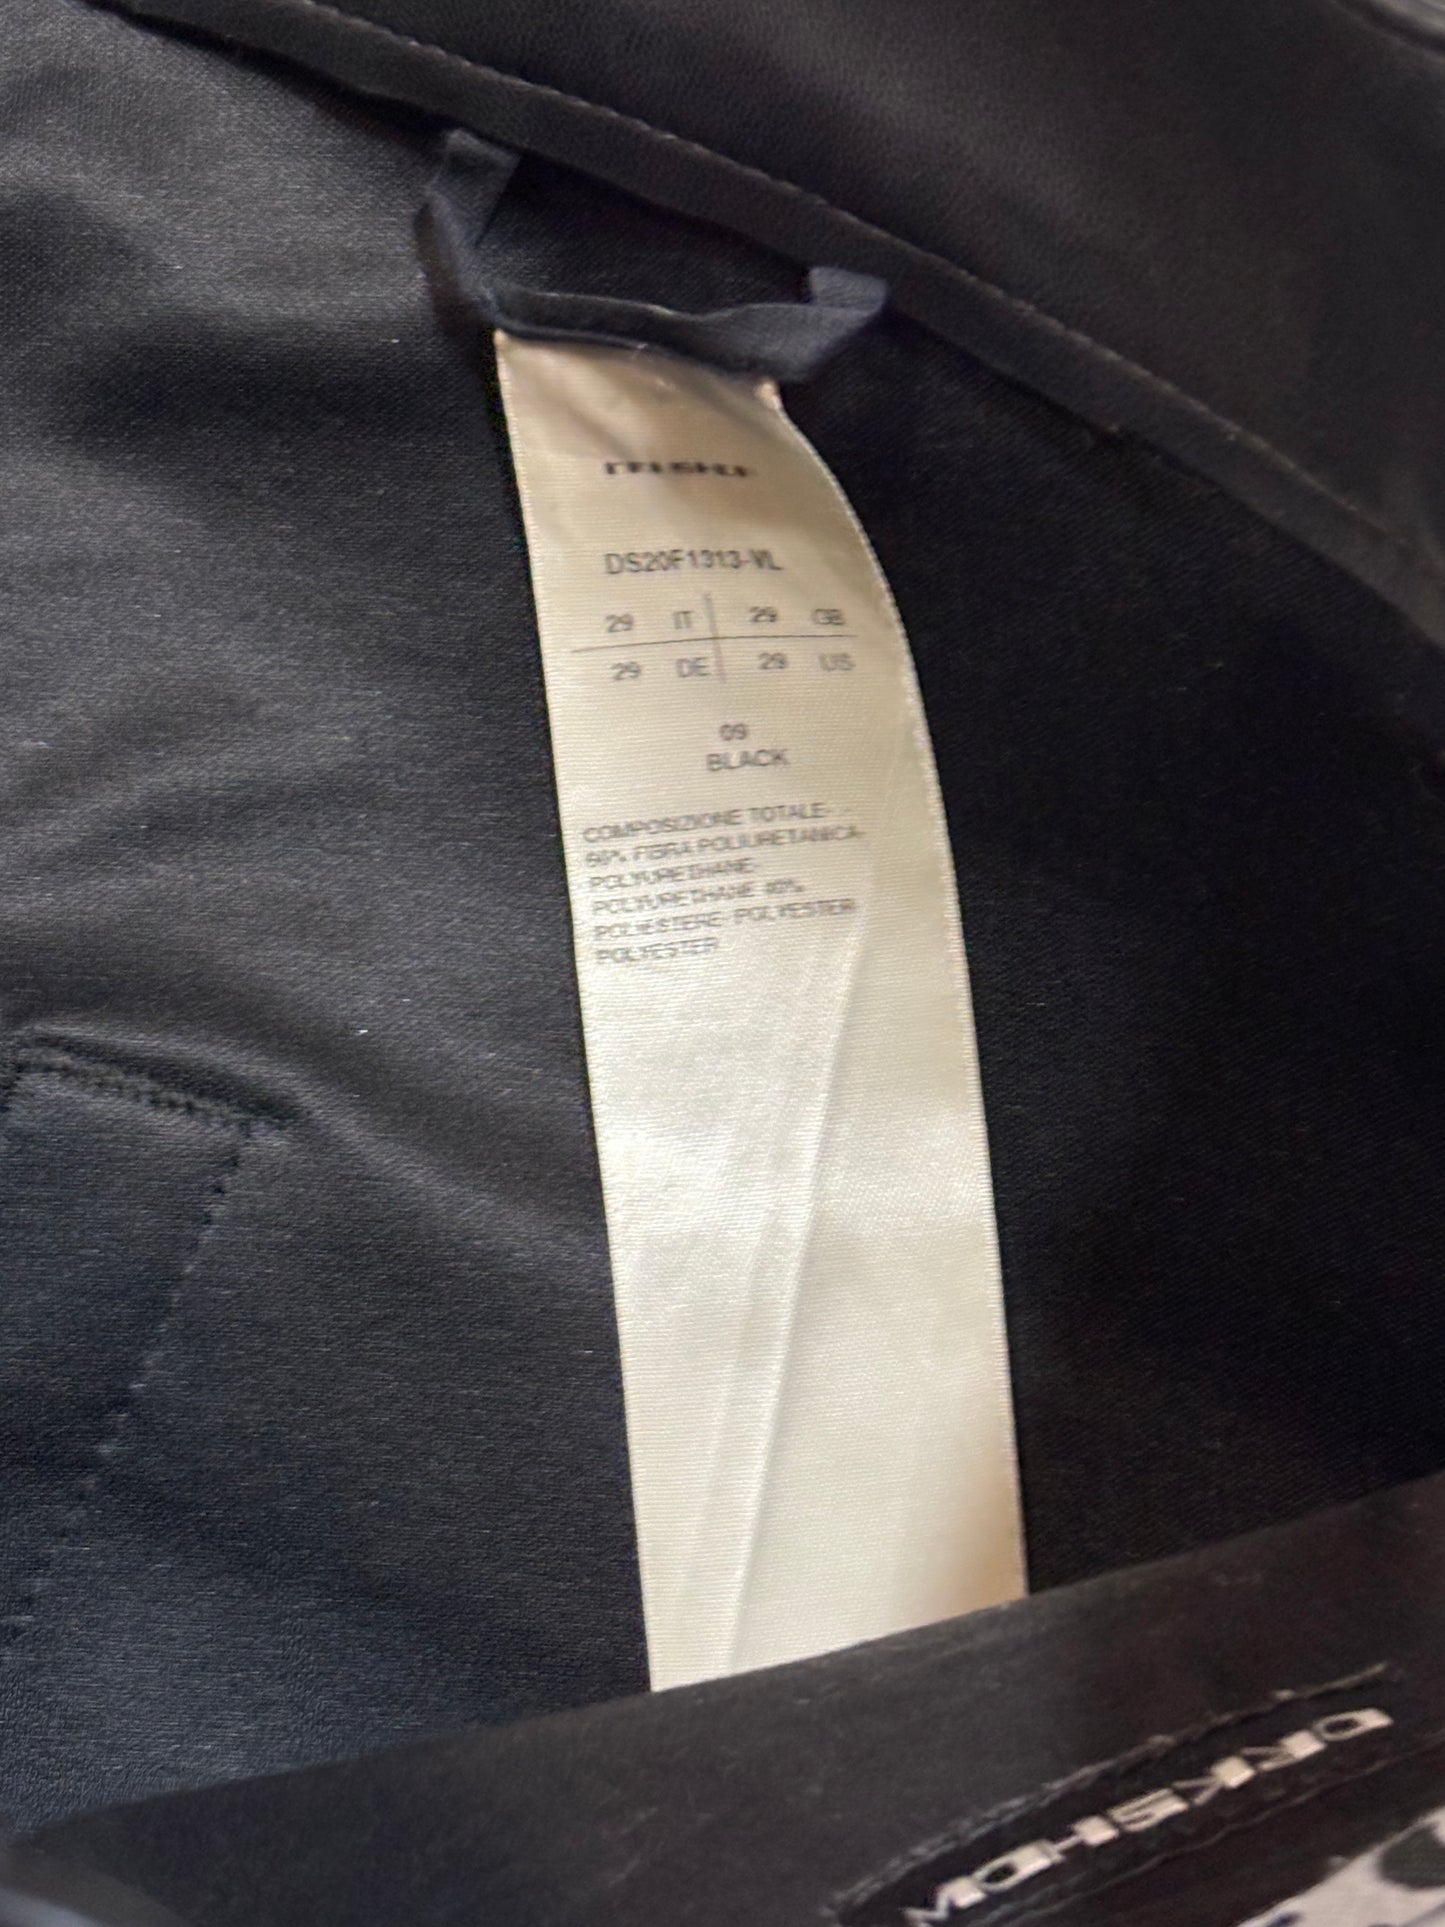 DS20F1313-VL
29 IT 29 GB
29 DE 29 US
09
BLACK
COMPOSIZIONE TOTALE-
60% FIBRA POLIURETANICA-
POLYURETHANE-
POLYURETHANE 40%
POLIESTERE-POLYESTER
POLYESTER
DRKSHDW